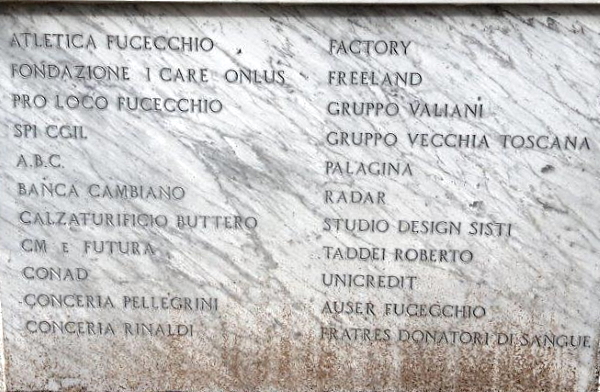 ATLETICA FUCECCHIO
FONDAZIONE I CARE ONLUS
PRO LOCO FUCECCHIO
SPI CGIL
A.B.C.
BANCA CAMBIANO
CALZATURIFICIO BUTTERO
CM E FUTURA
CONAD
CONCERIA PELLEGRINI
CONCERIA RINALDI
FACTORY
FREELAND
GRUPPO VALIANI
GRUPPO VECCHIA TOSCANA
PALAGINA
RADAR
STUDIO DESIGN SISTI
TADDEI ROBERTO
UNICREDIT
AUSER FUCECCHIO
FRATRES DONATORI DI SANGUE